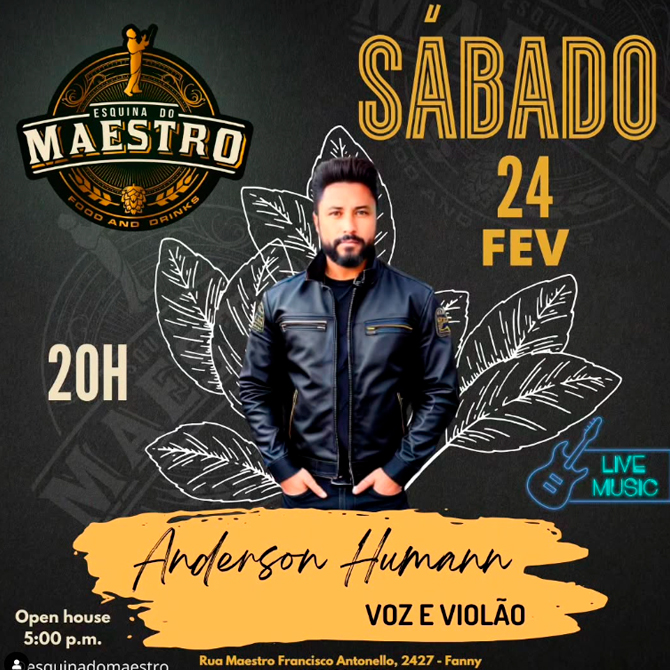 ESQUINA DO
MAESTRO
FOOD AND DRINKS
SÁBADO
24
FEV
20H
LIVE
MUSIC
Anderson Humann
VOZ E VIOLÃO
Open house
5:00 p.m.
esquinadomaestro
Rua Maestro Francisco Antonello, 2427 - Fanny